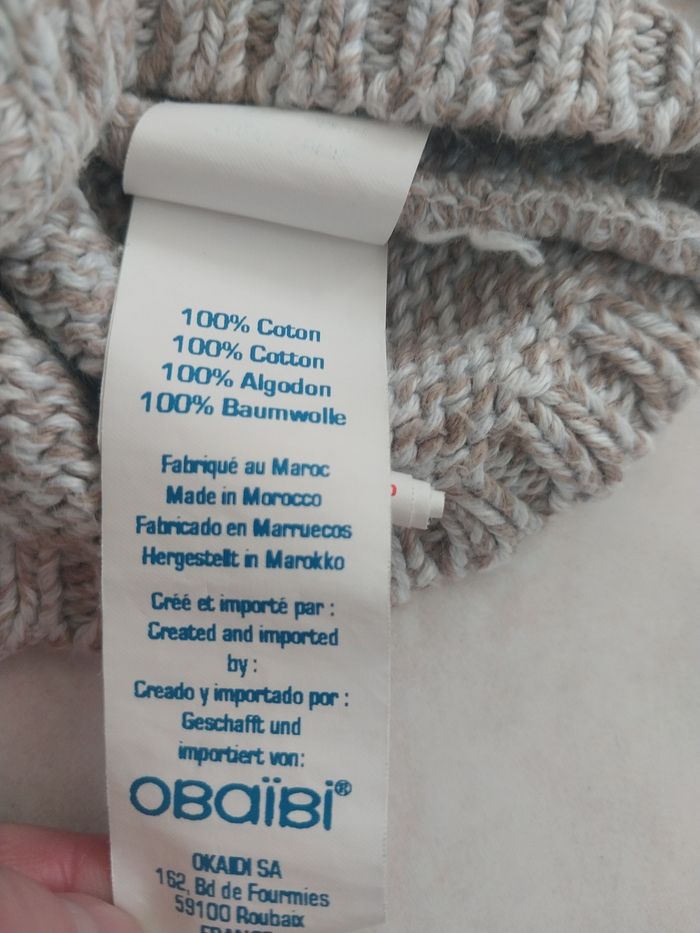 100% Coton
100% Cotton
100% Algodon
100% Baumwolle
Fabriqué au Maroc
Made in Morocco
Fabricado en Marruecos
Hergestellt in Marokko
Créé et importé par :
Created and imported
by :
Creado y importado por :
Geschafft und
importiert von:
OBaïBi®
OKAIDI SA
162, Bd de Fourmies
59100 Roubaix
FRANCE